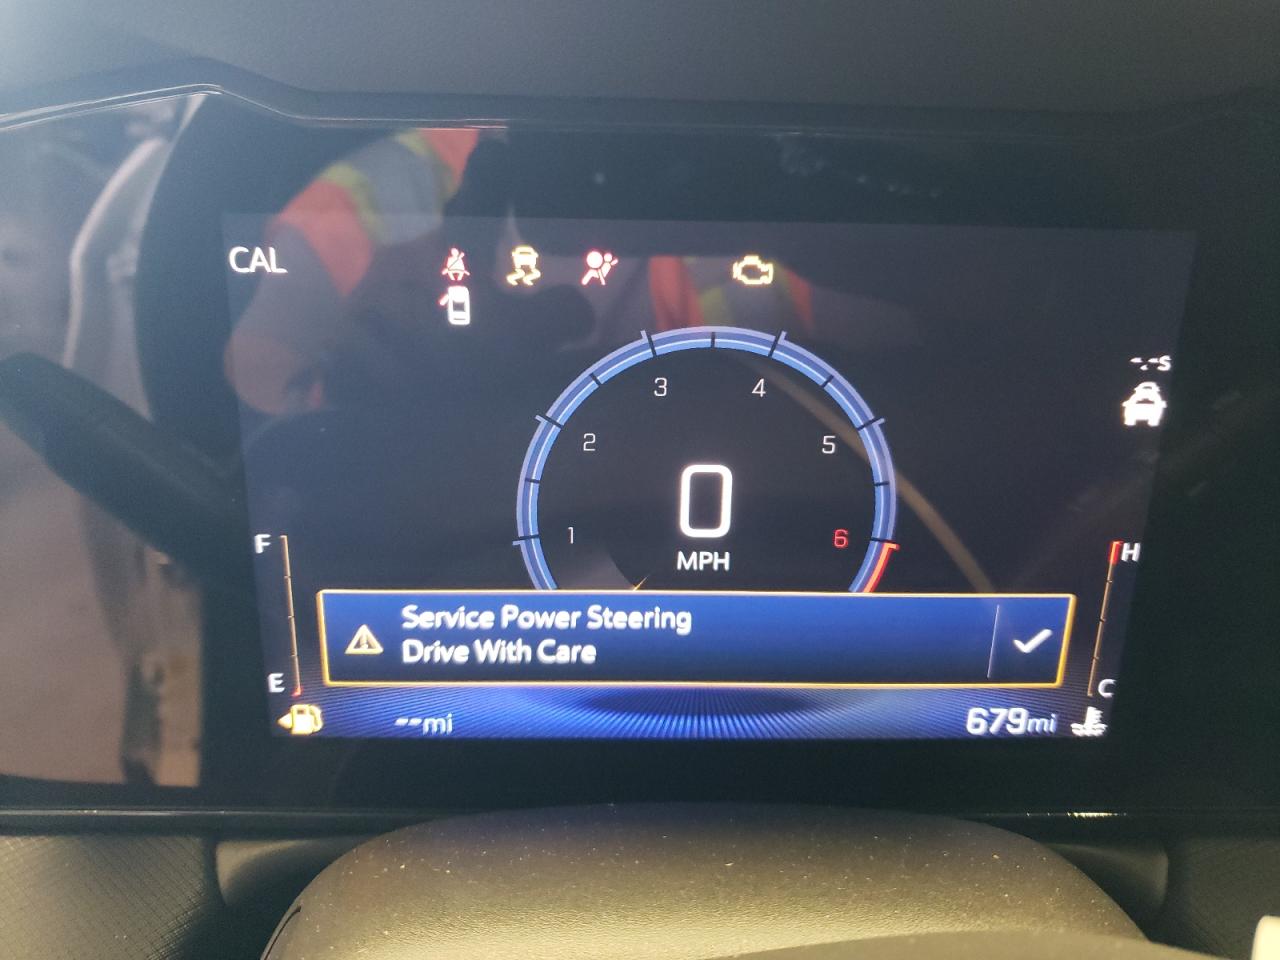 CAL
--s
3 4
2 5
0
1 6
MPH
F H
Service Power Steering
Drive With Care
E C
--mi 679mi